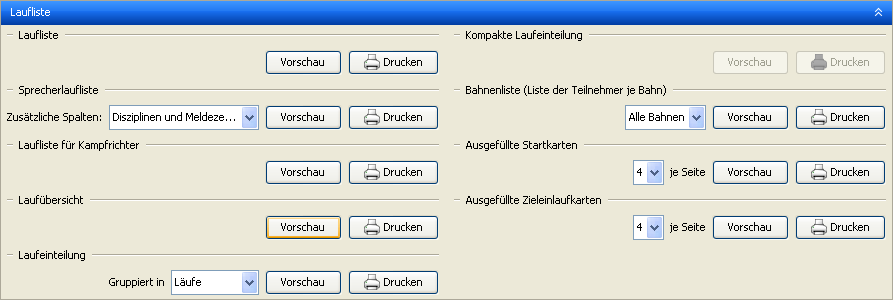 Laufliste
Laufliste
Vorschau Drucken
Sprecherlaufliste
Zusätzliche Spalten: Disziplinen und Meldeze... Vorschau Drucken
Laufliste für Kampfrichter
Vorschau Drucken
Laufübersicht
Vorschau Drucken
Laufeinteilung
Gruppiert in Läufe Vorschau Drucken
Kompakte Laufeinteilung
Vorschau Drucken
Bahnenliste (Liste der Teilnehmer je Bahn)
Alle Bahnen Vorschau Drucken
Ausgefüllte Startkarten
4 je Seite Vorschau Drucken
Ausgefüllte Zieleinlaufkarten
4 je Seite Vorschau Drucken